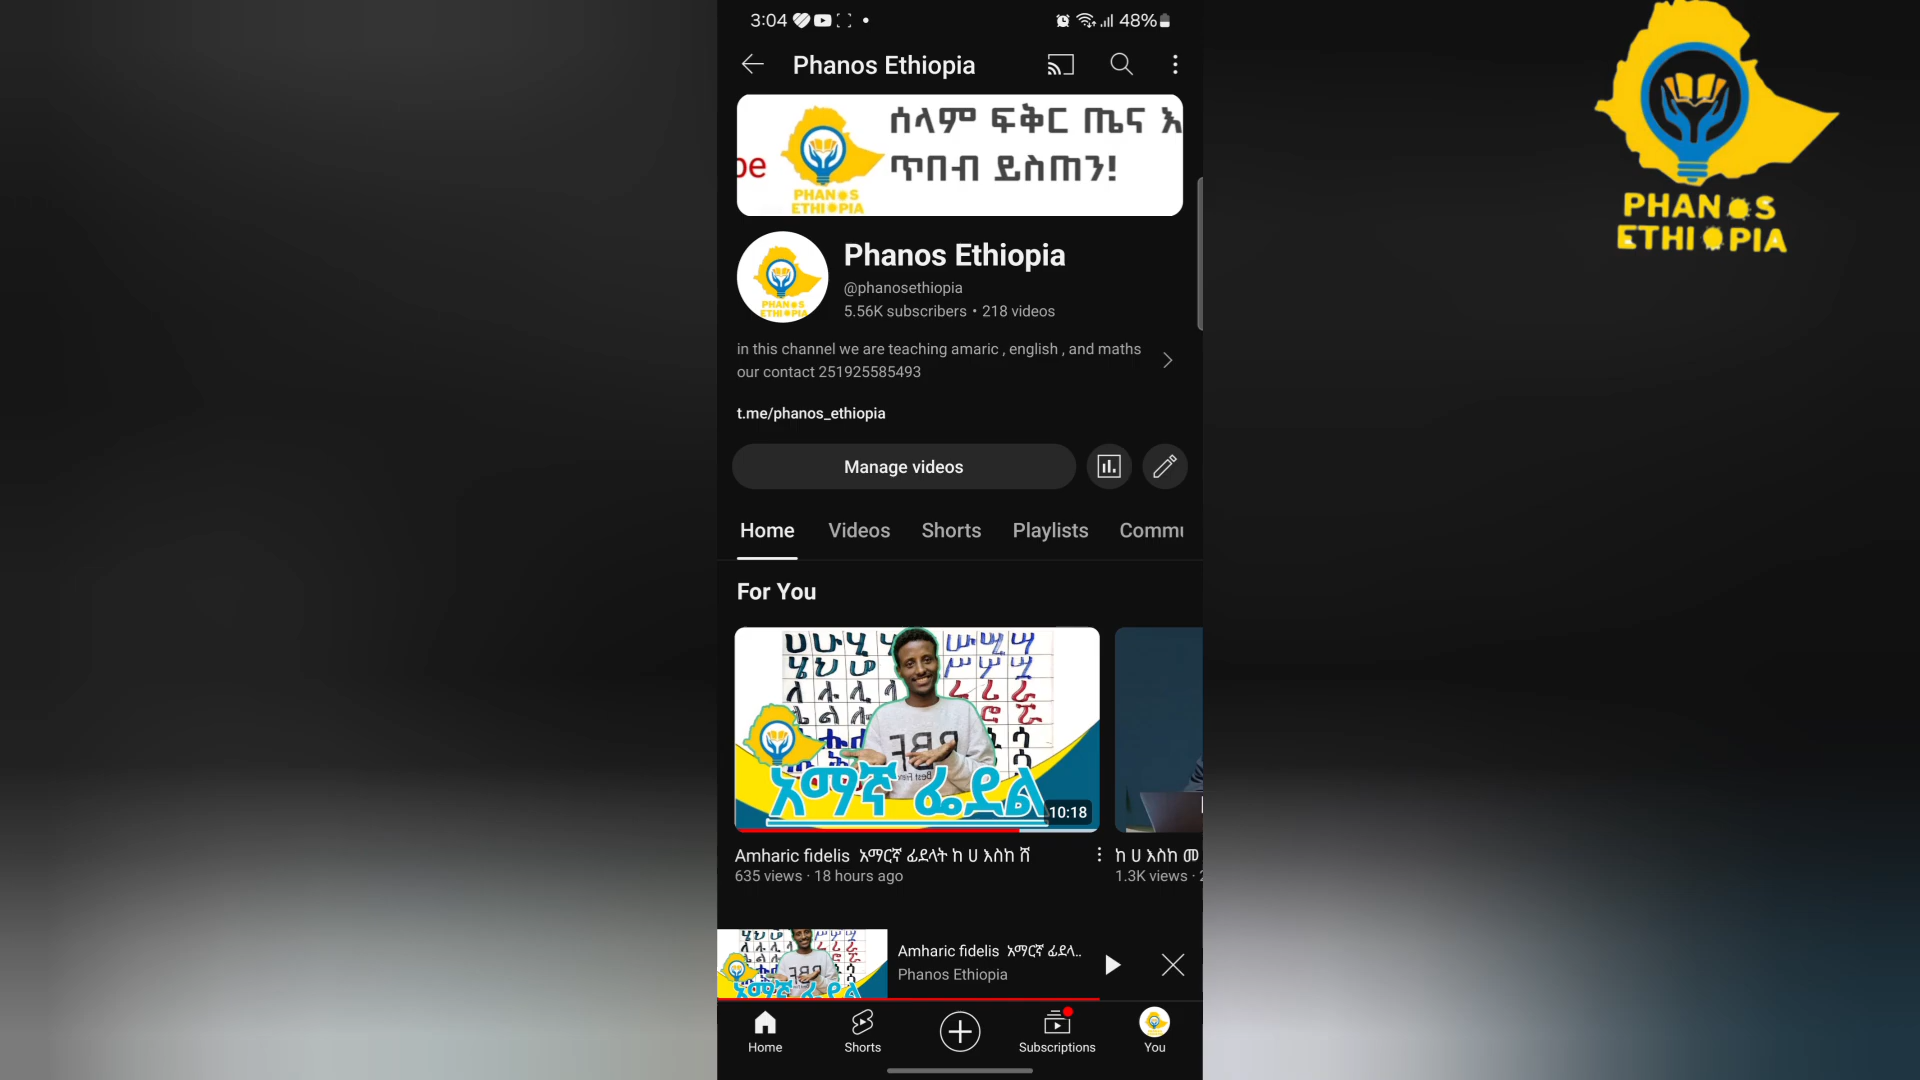 3:04
48%
Phanos Ethiopia
ሰላም ፍቅር ጤና እ
ጥበብ ይስጠን!
be
PHANOS
ETHIOPIA
Phanos Ethiopia
@phanosethiopia
5.56K subscribers • 218 videos
in this channel we are teaching amaric , english , and maths
our contact 251925585493
t.me/phanos_ethiopia
Manage videos
Home Videos Shorts Playlists Commu
For You
አማኛ ፊደል
10:18
Amharic fidelis አማርኛ ፊደላት ከ ሀ እስከ ሸ
635 views · 18 hours ago
ከ ሀ እስከ መ
1.3K views ·
Amharic fidelis አማርኛ ፊደላ..
Phanos Ethiopia
Home Shorts Subscriptions You
PHANOS
ETHIOPIA